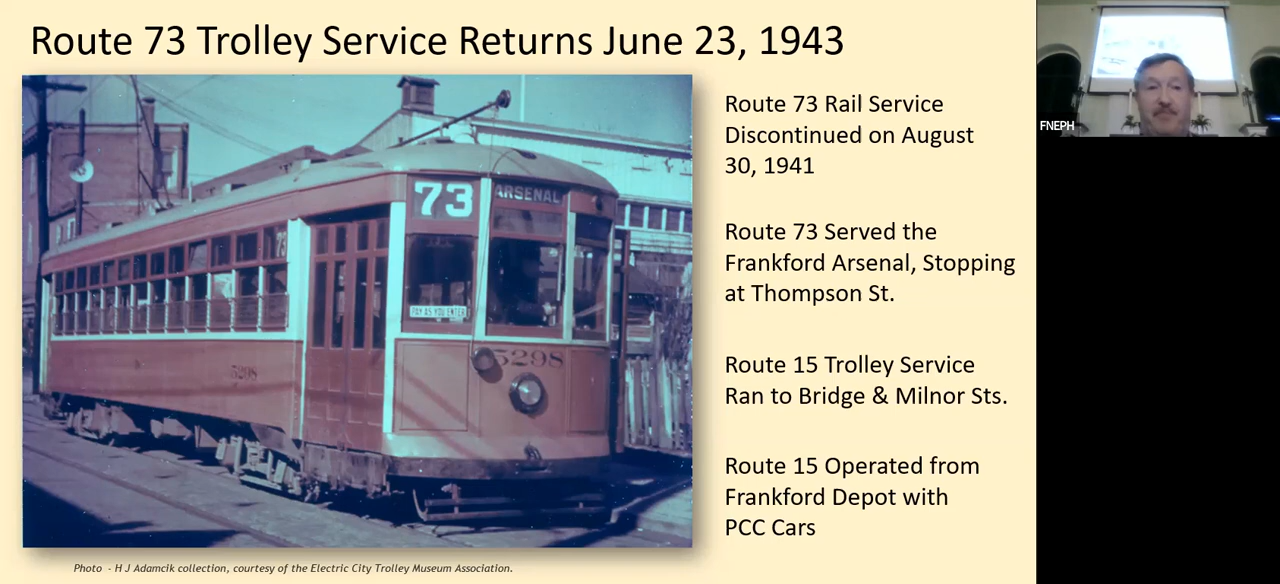 Route 73 Trolley Service Returns June 23, 1943
73
ARSENAL
73
PAY AS YOU ENTER
5298
5298
Photo - H J Adamcik collection, courtesy of the Electric City Trolley Museum Association.
Route 73 Rail Service
Discontinued on August
30, 1941
Route 73 Served the
Frankford Arsenal, Stopping
at Thompson St.
Route 15 Trolley Service
Ran to Bridge & Milnor Sts.
Route 15 Operated from
Frankford Depot with
PCC Cars
FNEPH